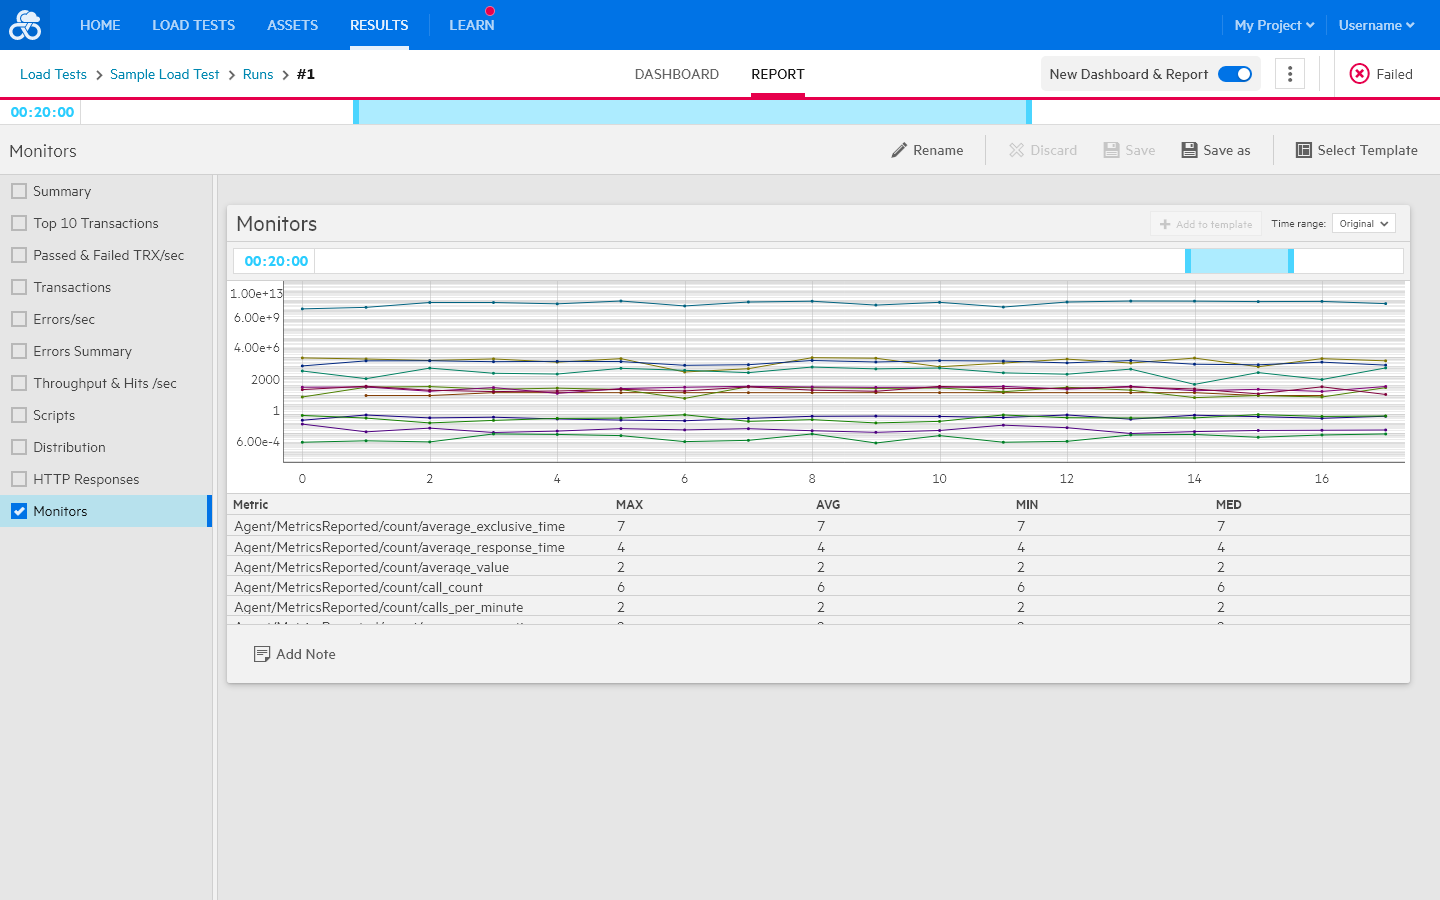 HOME LOAD TESTS ASSETS RESULTS LEARN My Project Username
Load Tests Sample Load Test Runs #1 DASHBOARD REPORT New Dashboard & Report Failed
00:20:00
Monitors Rename Discard Save Save as Select Template
Summary
Top 10 Transactions
Passed & Failed TRX/sec
Transactions
Errors/sec
Errors Summary
Throughput & Hits /sec
Scripts
Distribution
HTTP Responses
Monitors
Monitors Add to template Time range: Original
00:20:00
1.00e+13
6.00e+9
4.00e+6
2000
1
6.00e-4
0 2 4 6 8 10 12 14 16
Metric MAX AVG MIN MED
Agent/MetricsReported/count/average_exclusive_time 7 7 7 7
Agent/MetricsReported/count/average_response_time 4 4 4 4
Agent/MetricsReported/count/average_value 2 2 2 2
Agent/MetricsReported/count/call_count 6 6 6 6
Agent/MetricsReported/count/calls_per_minute 2 2 2 2
Add Note